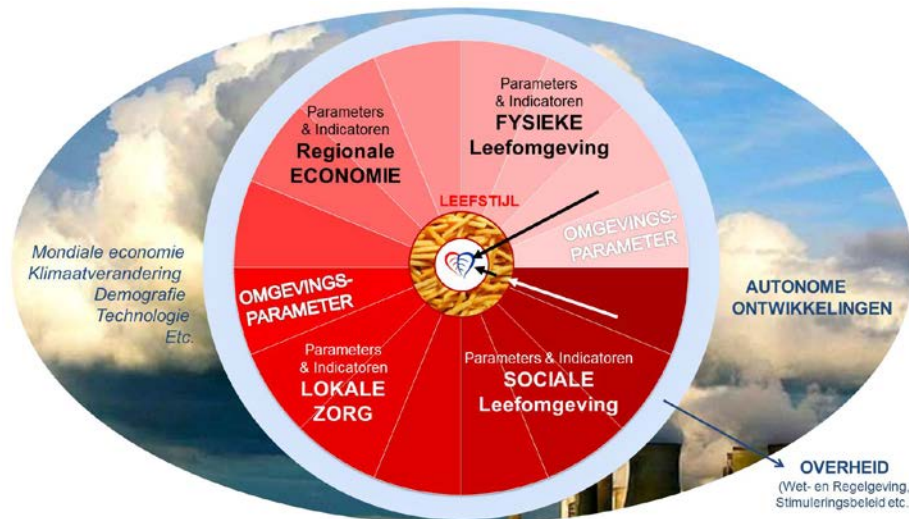 Parameters
& Indicatoren
Regionale
ECONOMIE
Parameters
& Indicatoren
FYSIEKE
Leefomgeving
LEEFSTIJL
OMGEVINGS-
PARAMETER
Mondiale economie
Klimaatverandering
Demografie
Technologie
Etc.
OMGEVINGS-
PARAMETER
AUTONOME
ONTWIKKELINGEN
Parameters
& Indicatoren
LOKALE
ZORG
Parameters & Indicatoren
SOCIALE
Leefomgeving
OVERHEID
(Wet- en Regelgeving,
Stimuleringsbeleid etc.